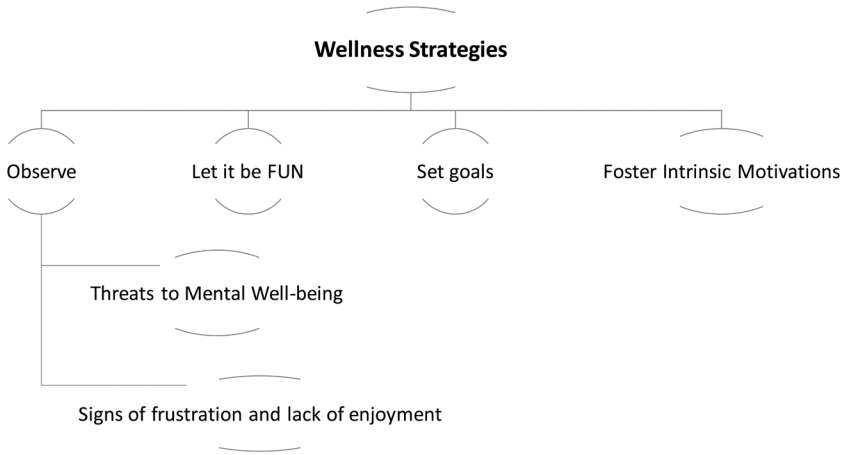 Wellness Strategies
Observe
Let it be FUN
Set goals
Foster Intrinsic Motivations
Threats to Mental Well-being
Signs of frustration and lack of enjoyment